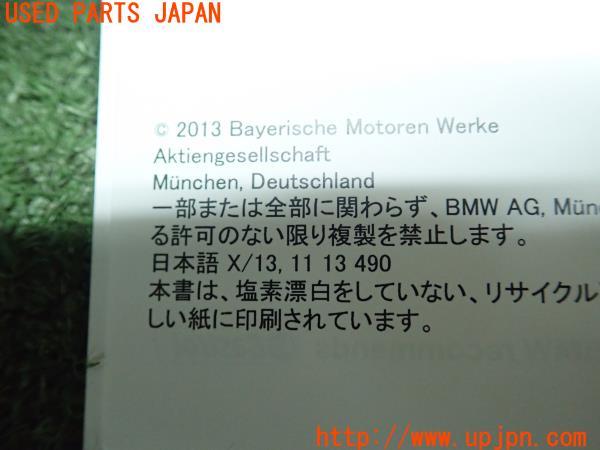 USED PARTS JAPAN
© 2013 Bayerische Motoren Werke
Aktiengesellschaft
München, Deutschland
一部または全部に関わらず、BMW AG, Mün
る許可のない限り複製を禁止します。
日本語 X/13, 11 13 490
本書は、塩素漂白をしていない、リサイクル
しい紙に印刷されています。
http://www.upjpn.com